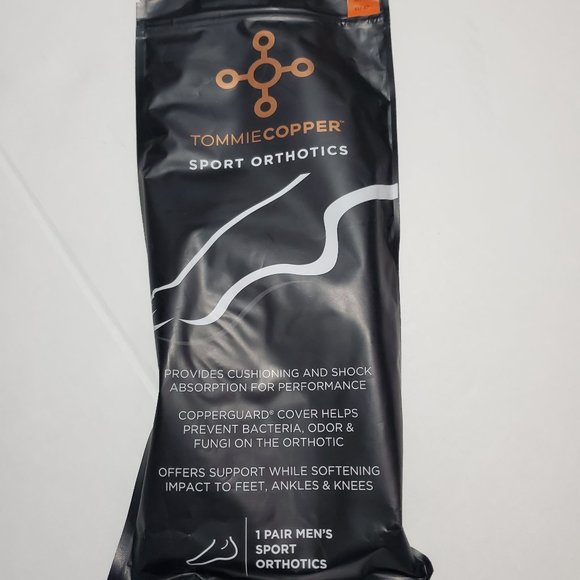 TOMMIECOPPER™
SPORT ORTHOTICS
PROVIDES CUSHIONING AND SHOCK
ABSORPTION FOR PERFORMANCE
COPPERGUARD® COVER HELPS
PREVENT BACTERIA, ODOR &
FUNGI ON THE ORTHOTIC
OFFERS SUPPORT WHILE SOFTENING
IMPACT TO FEET, ANKLES & KNEES
1 PAIR MEN'S
SPORT
ORTHOTICS